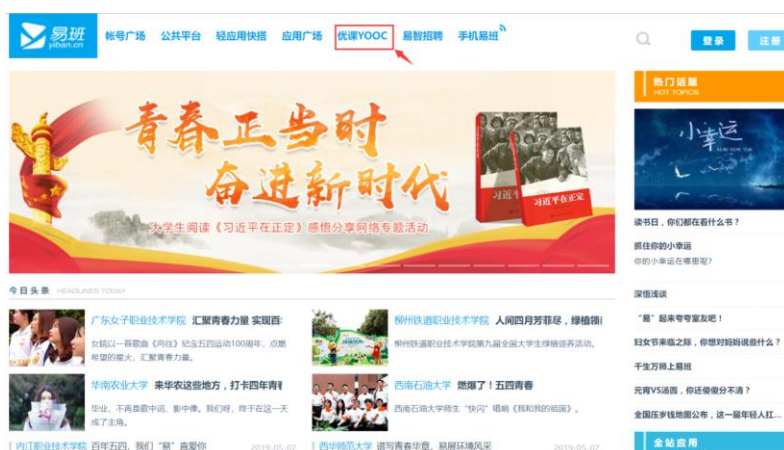 易班
yiban.cn
帐号广场 公共平台 轻应用快搭 应用广场 优课YOOC 易智招聘 手机易班
登录
注册
青春正当时
奋进新时代
大学生阅读《习近平在正定》感悟分享网络专题活动
习近平在正定
热门话题
HOT TOPICS
小幸运
读书日，你们都在看什么书？
抓住你的小幸运
你的小幸运在哪里呢？
深悟浅谈
“易”起来夸夸室友吧！
妇女节来临之际，你想对妈妈说些什么？
千生万师上易班
元宵VS汤圆，你还傻傻分不清？
全国压岁钱地图公布，这一届年轻人扛...
全站应用
今日头条 HEADLINES TODAY
广东女子职业技术学院 汇聚青春力量 实现百
女院以一首歌曲《向往》纪念五四运动100周年，点燃
希望的星火，汇聚青春力量。
柳州铁道职业技术学院 人间四月芳菲尽，绿植领
柳州铁道职业技术学院第九届全国大学生绿植领养活动。
华南农业大学 来华农这些地方，打卡四年青
毕业，不再是歌中词、影中像。我们呀，终于在这一天
成了主角。
西南石油大学 燃爆了！五四青春
西南石油大学师生“快闪”唱响《我和我的祖国》。
内江职业技术学院 百年五四，我们“易”直爱你 2019-05-07
西华师范大学 谱写青春华章，易展环境风采 2019-05-07